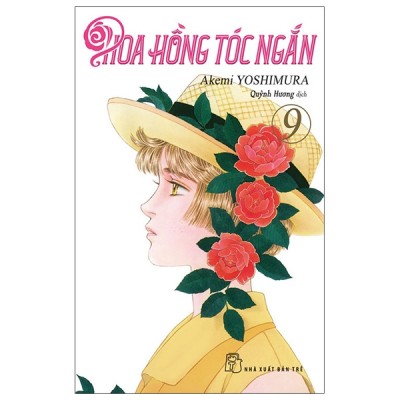 HOA HỒNG TÓC NGẮN
Akemi YOSHIMURA
Quỳnh Hương dịch
9
NHÀ XUẤT BẢN TRẺ